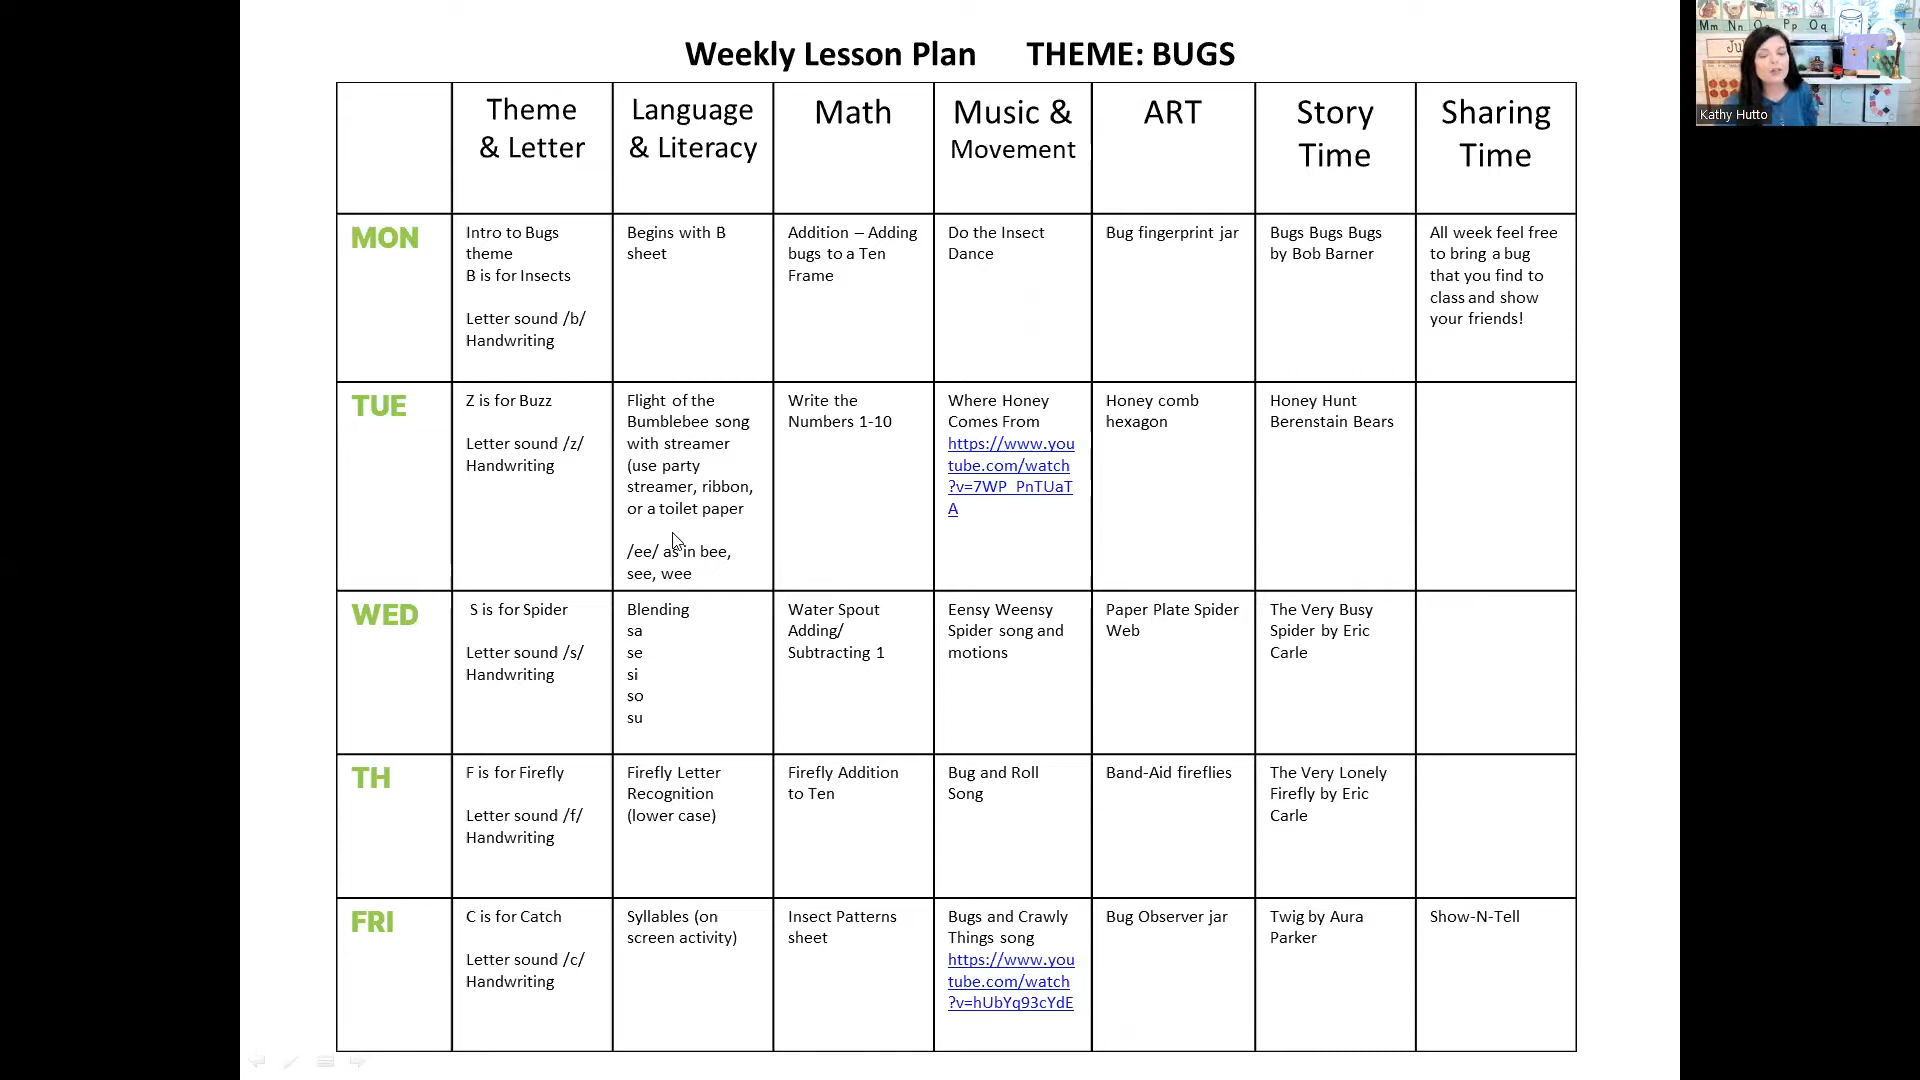 Weekly Lesson Plan THEME: BUGS
Theme & Letter
Language & Literacy
Math
Music & Movement
ART
Story Time
Sharing Time
MON
Intro to Bugs
theme
B is for Insects
Letter sound /b/
Handwriting
Begins with B
sheet
Addition – Adding
bugs to a Ten
Frame
Do the Insect
Dance
Bug fingerprint jar
Bugs Bugs Bugs
by Bob Barner
All week feel free
to bring a bug
that you find to
class and show
your friends!
TUE
Z is for Buzz
Letter sound /z/
Handwriting
Flight of the
Bumblebee song
with streamer
(use party
streamer, ribbon,
or a toilet paper
/ee/ as in bee,
see, wee
Write the
Numbers 1-10
Where Honey
Comes From
https://www.you
tube.com/watch
?v=7WP_PnTUaT
A
Honey comb
hexagon
Honey Hunt
Berenstain Bears
WED
S is for Spider
Letter sound /s/
Handwriting
Blending
sa
se
si
so
su
Water Spout
Adding/
Subtracting 1
Eensy Weensy
Spider song and
motions
Paper Plate Spider
Web
The Very Busy
Spider by Eric
Carle
TH
F is for Firefly
Letter sound /f/
Handwriting
Firefly Letter
Recognition
(lower case)
Firefly Addition
to Ten
Bug and Roll
Song
Band-Aid fireflies
The Very Lonely
Firefly by Eric
Carle
FRI
C is for Catch
Letter sound /c/
Handwriting
Syllables (on
screen activity)
Insect Patterns
sheet
Bugs and Crawly
Things song
https://www.you
tube.com/watch
?v=hUbYq93cYdE
Bug Observer jar
Twig by Aura
Parker
Show-N-Tell
Mm Nn Oo Pp Qq
Kathy Hutto